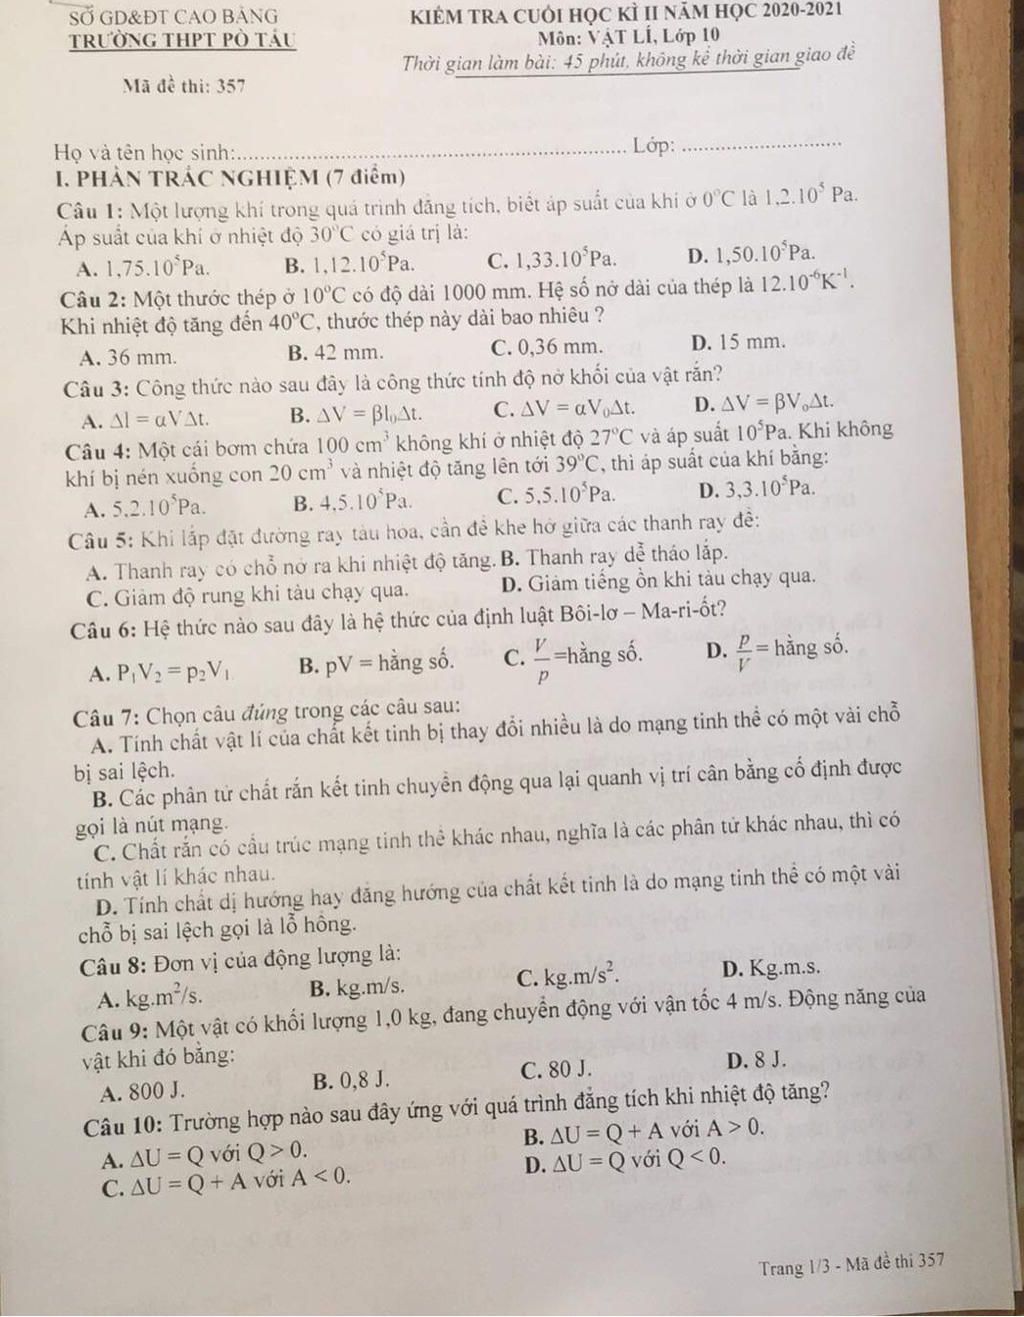 SỞ GD&ĐT CAO BẰNG
TRƯỜNG THPT PÒ TẤU
Mã đề thi: 357
KIỂM TRA CUỐI HỌC KÌ II NĂM HỌC 2020-2021
Môn: VẬT LÍ, Lớp 10
Thời gian làm bài: 45 phút, không kể thời gian giao đề
Họ và tên học sinh:............................................................ Lớp: ........................
I. PHẦN TRẮC NGHIỆM (7 điểm)
Câu 1: Một lượng khí trong quá trình đẳng tích, biết áp suất của khí ở 0°C là 1,2.10⁵ Pa.
Áp suất của khí ở nhiệt độ 30°C có giá trị là:
A. 1,75.10⁵Pa. B. 1,12.10⁵Pa. C. 1,33.10⁵Pa. D. 1,50.10⁵Pa.
Câu 2: Một thước thép ở 10°C có độ dài 1000 mm. Hệ số nở dài của thép là 12.10⁻⁶K⁻¹.
Khi nhiệt độ tăng đến 40°C, thước thép này dài bao nhiêu ?
A. 36 mm. B. 42 mm. C. 0,36 mm. D. 15 mm.
Câu 3: Công thức nào sau đây là công thức tính độ nở khối của vật rắn?
A. Δl = αVΔt. B. ΔV = βl₀Δt. C. ΔV = αV₀Δt. D. ΔV = βVₒΔt.
Câu 4: Một cái bơm chứa 100 cm³ không khí ở nhiệt độ 27°C và áp suất 10⁵Pa. Khi không
khí bị nén xuống con 20 cm³ và nhiệt độ tăng lên tới 39°C, thì áp suất của khí bằng:
A. 5,2.10⁵Pa. B. 4,5.10⁵Pa. C. 5,5.10⁵Pa. D. 3,3.10⁵Pa.
Câu 5: Khi lắp đặt đường ray tàu hỏa, cần để khe hở giữa các thanh ray để:
A. Thanh ray có chỗ nở ra khi nhiệt độ tăng. B. Thanh ray dễ tháo lắp.
C. Giảm độ rung khi tàu chạy qua. D. Giảm tiếng ồn khi tàu chạy qua.
Câu 6: Hệ thức nào sau đây là hệ thức của định luật Bôi-lơ – Ma-ri-ốt?
A. P₁V₂ = p₂V₁ B. pV = hằng số. C. V/p =hằng số. D. p/V = hằng số.
Câu 7: Chọn câu đúng trong các câu sau:
A. Tính chất vật lí của chất kết tinh bị thay đổi nhiều là do mạng tinh thể có một vài chỗ
bị sai lệch.
B. Các phân tử chất rắn kết tinh chuyển động qua lại quanh vị trí cân bằng cố định được
gọi là nút mạng.
C. Chất rắn có cấu trúc mạng tinh thể khác nhau, nghĩa là các phân tử khác nhau, thì có
tính vật lí khác nhau.
D. Tính chất dị hướng hay đẳng hướng của chất kết tinh là do mạng tinh thể có một vài
chỗ bị sai lệch gọi là lỗ hổng.
Câu 8: Đơn vị của động lượng là:
A. kg.m²/s. B. kg.m/s. C. kg.m/s². D. Kg.m.s.
Câu 9: Một vật có khối lượng 1,0 kg, đang chuyển động với vận tốc 4 m/s. Động năng của
vật khi đó bằng:
A. 800 J. B. 0,8 J. C. 80 J. D. 8 J.
Câu 10: Trường hợp nào sau đây ứng với quá trình đẳng tích khi nhiệt độ tăng?
A. ΔU = Q với Q > 0. B. ΔU = Q + A với A > 0.
C. ΔU = Q + A với A < 0. D. ΔU = Q với Q < 0.
Trang 1/3 - Mã đề thi 357